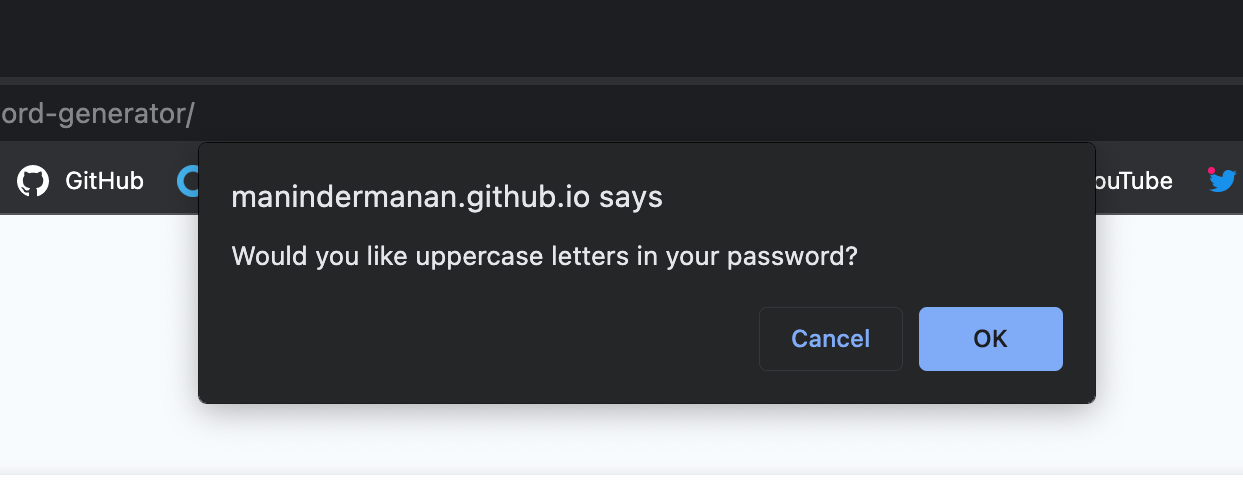 ord-generator/
GitHub
ouTube
manindermanan.github.io says
Would you like uppercase letters in your password?
Cancel
OK